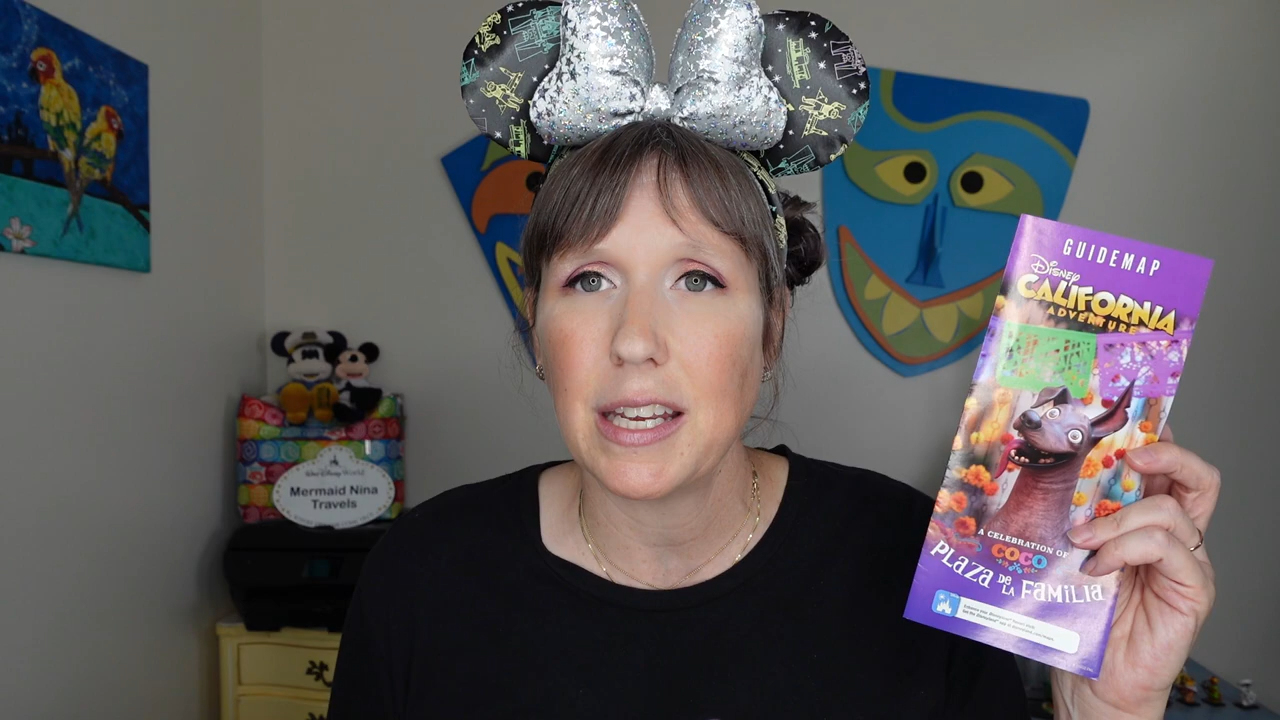 Walt Disney World
Mermaid Nina
Travels
GUIDEMAP
Disney
CALIFORNIA
ADVENTURE
A CELEBRATION OF
COCO
PLAZA DE LA FAMILIA